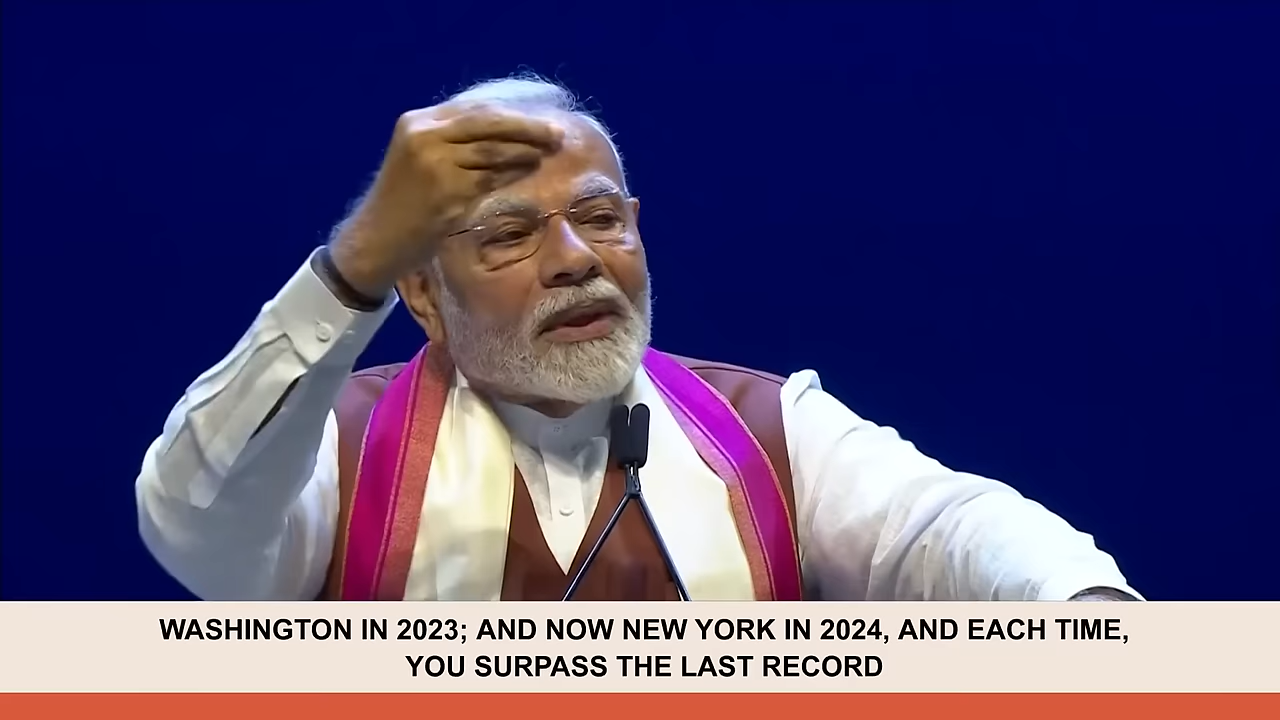 WASHINGTON IN 2023; AND NOW NEW YORK IN 2024, AND EACH TIME,
YOU SURPASS THE LAST RECORD